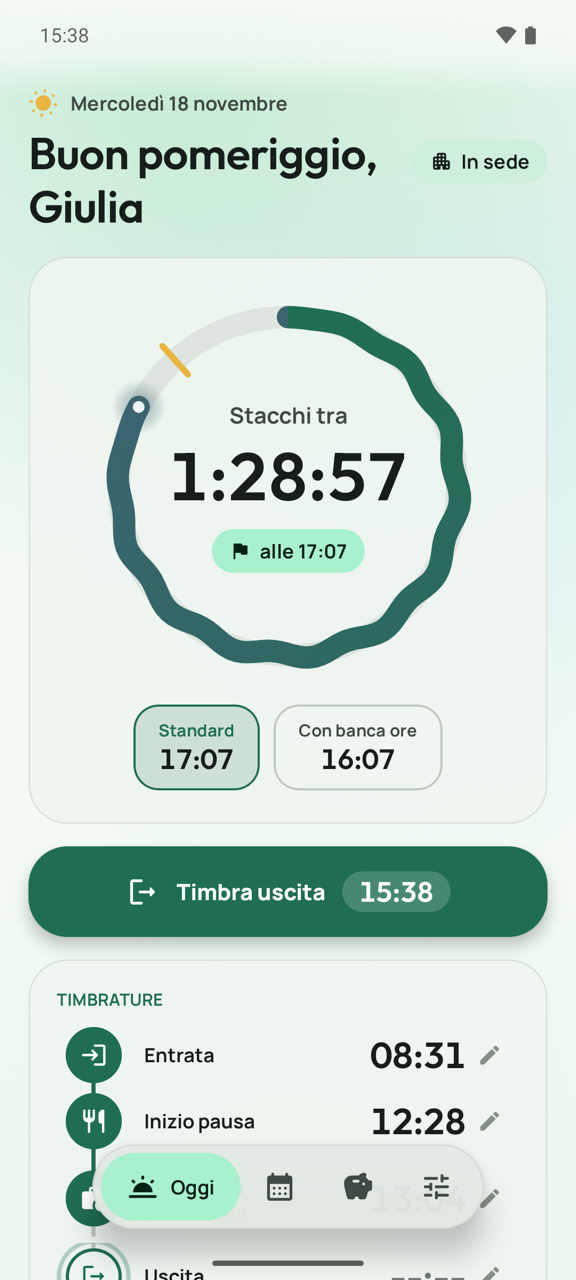 15:38
Mercoledì 18 novembre
Buon pomeriggio,
Giulia
In sede
Stacchi tra
1:28:57
alle 17:07
Standard
17:07
Con banca ore
16:07
Timbra uscita
15:38
TIMBRATURE
Entrata
08:31
Inizio pausa
12:28
13:04
Oggi
Uscita
--:--